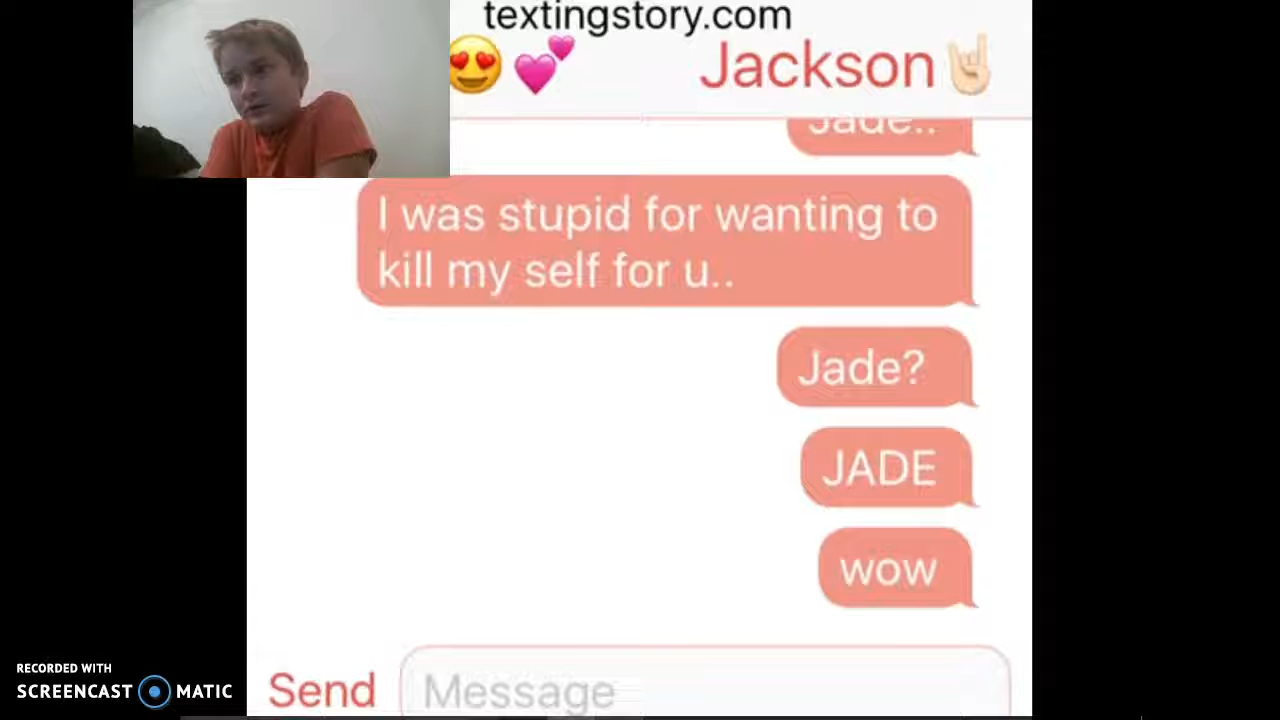 textingstory.com
Jackson
Jade..
I was stupid for wanting to
kill my self for u..
Jade?
JADE
wow
Send
Message
RECORDED WITH
SCREENCAST MATIC